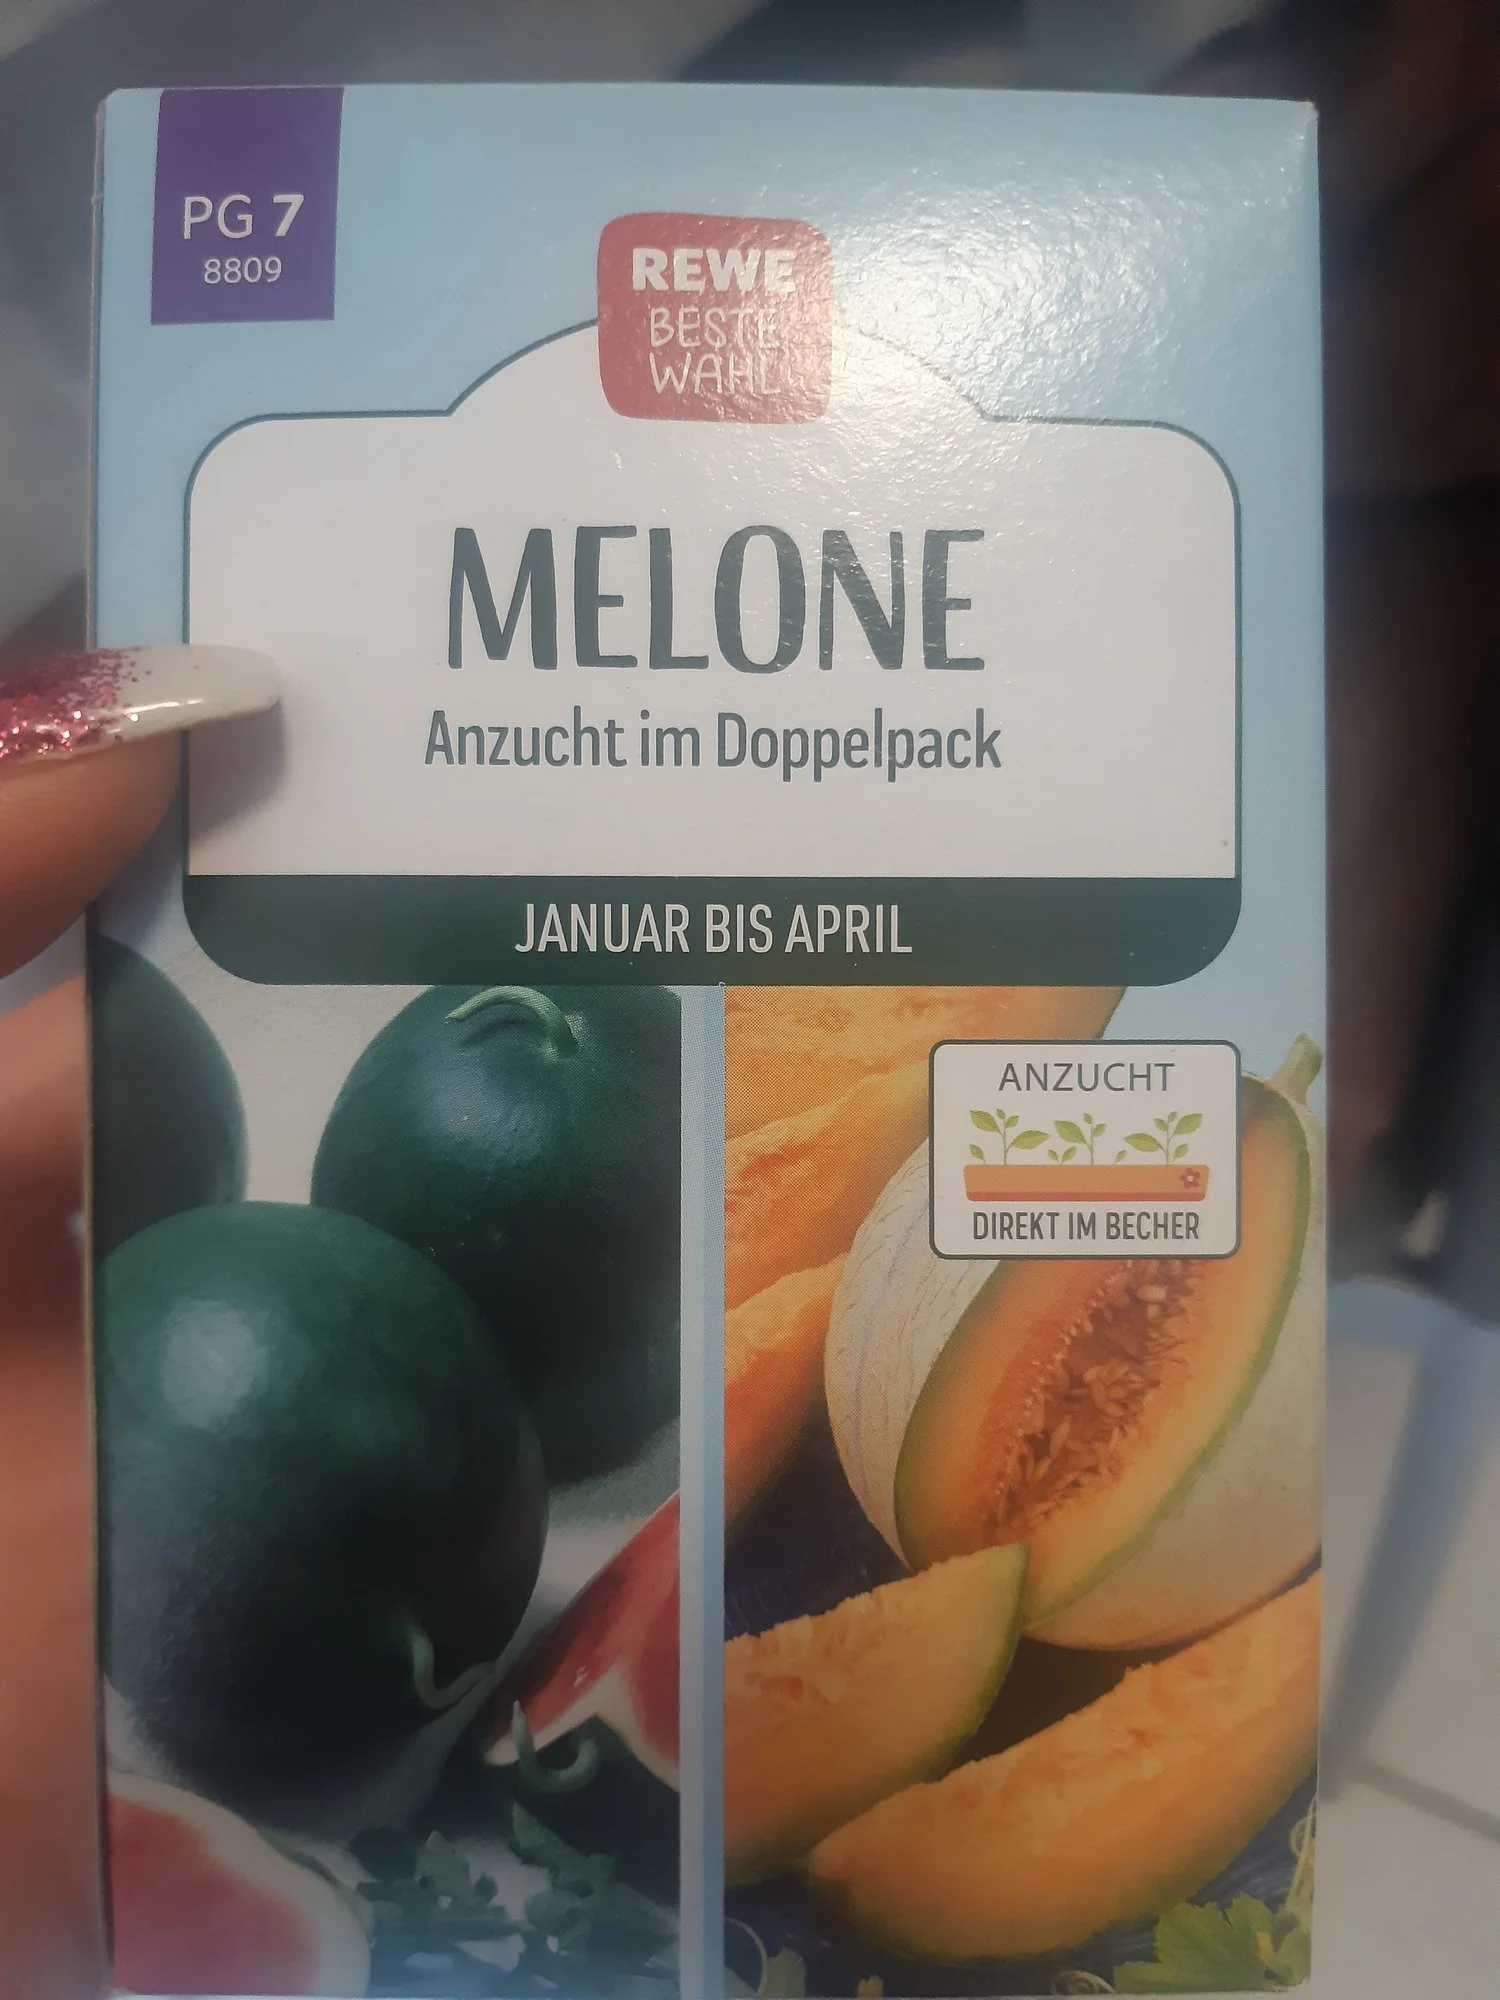 PG 7
8809
REWE
BESTE
WAHL
MELONE
Anzucht im Doppelpack
JANUAR BIS APRIL
ANZUCHT
DIREKT IM BECHER